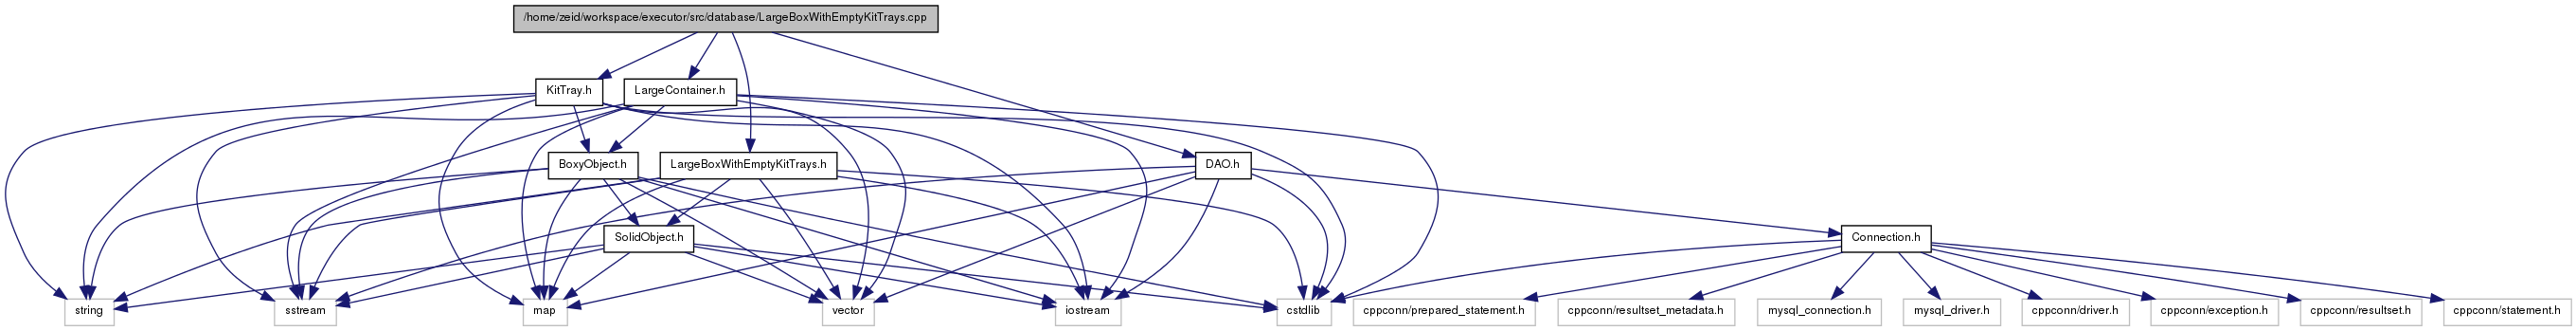 /home/zeid/workspace/executor/src/database/LargeBoxWithEmptyKitTrays.cpp
KitTray.h
LargeContainer.h
BoxyObject.h
LargeBoxWithEmptyKitTrays.h
DAO.h
SolidObject.h
Connection.h
string
sstream
map
vector
iostream
cstdlib
cppconn/prepared_statement.h
cppconn/resultset_metadata.h
mysql_connection.h
mysql_driver.h
cppconn/driver.h
cppconn/exception.h
cppconn/resultset.h
cppconn/statement.h